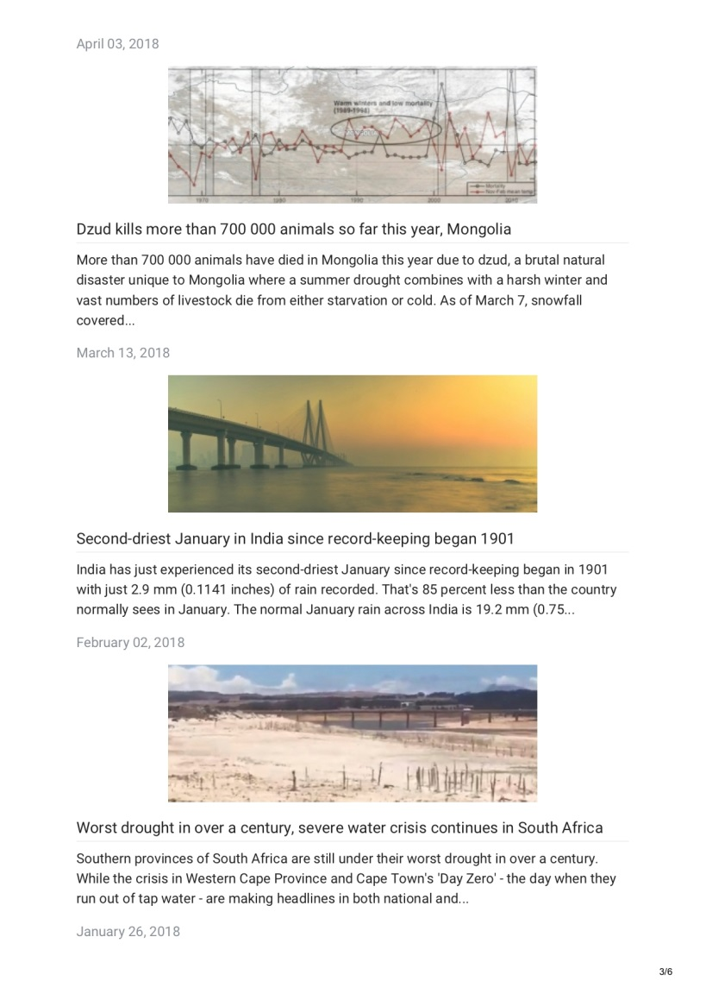 April 03, 2018
Warm winters and low mortality
(1989-1998)
Mortality
1970
1980
1990
2000
2010
Dzud kills more than 700 000 animals so far this year, Mongolia
More than 700 000 animals have died in Mongolia this year due to dzud, a brutal natural
disaster unique to Mongolia where a summer drought combines with a harsh winter and
vast numbers of livestock die from either starvation or cold. As of March 7, snowfall
covered...
March 13, 2018
Second-driest January in India since record-keeping began 1901
India has just experienced its second-driest January since record-keeping began in 1901
with just 2.9 mm (0.1141 inches) of rain recorded. That's 85 percent less than the country
normally sees in January. The normal January rain across India is 19.2 mm (0.75...
February 02, 2018
Worst drought in over a century, severe water crisis continues in South Africa
Southern provinces of South Africa are still under their worst drought in over a century.
While the crisis in Western Cape Province and Cape Town's 'Day Zero' - the day when they
run out of tap water - are making headlines in both national and...
January 26, 2018
3/6